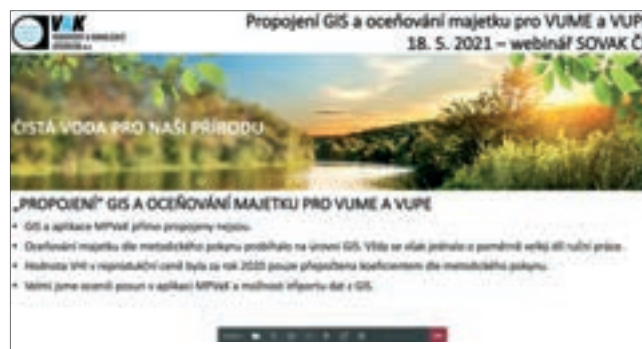 VAK
VODOVODY A KANALIZACE
Propojení GIS a oceňování majetku pro VUME a VUP
18. 5. 2021 – webinář SOVAK Č
ČISTÁ VODA PRO NAŠI PŘÍRODU
„PROPOJENÍ“ GIS A OCEŇOVÁNÍ MAJETKU PRO VUME A VUPE
• GIS a aplikace MPVaK přímo propojeny nejsou.
• Oceňování majetku dle metodického pokynu probíhalo na úrovni GIS. Vždy se však jednalo o poměrně velký díl ruční práce.
• Hodnota VHI v reprodukční ceně byla za rok 2020 pouze přepočtena koeficientem dle metodického pokynu.
• Velmi jsme ocenili posun v aplikaci MPVaK a možnost importu dat z GIS.